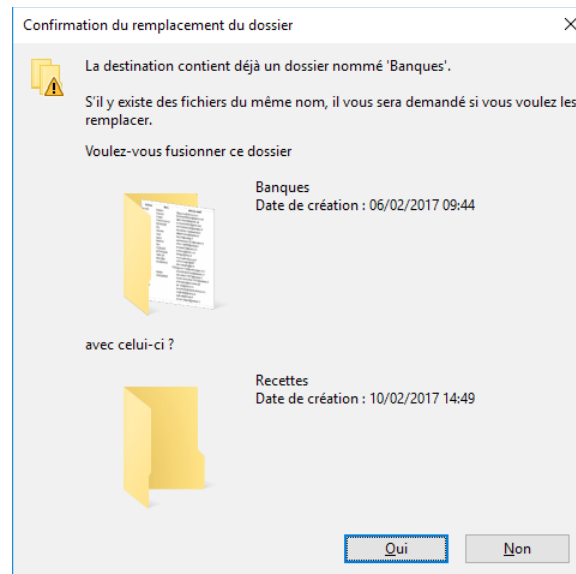 Confirmation du remplacement du dossier
La destination contient déjà un dossier nommé 'Banques'.
S'il y existe des fichiers du même nom, il vous sera demandé si vous voulez les
remplacer.
Voulez-vous fusionner ce dossier
Banques
Date de création : 06/02/2017 09:44
avec celui-ci ?
Recettes
Date de création : 10/02/2017 14:49
Oui
Non